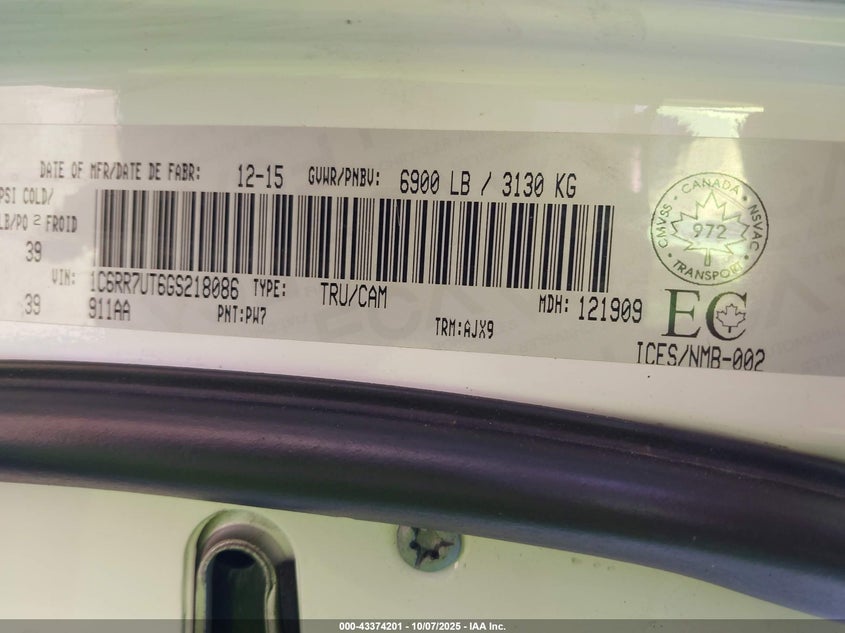 DATE OF MFR/DATE DE FABR: 12-15 GVWR/PNBV: 6900 LB / 3130 KG
PSI COLD/
LB/PO 2 FROID
39
VIN: 1C6RR7UT6GS218086 TYPE: TRU/CAM MDH: 121909
39 911AA PNT:PW7 TRM:AJX9
CANADA
CMVSS NSVAC
972
TRANSPORT
EC
ICES/NMB-002
000-43374201 - 10/07/2025 - IAA Inc.